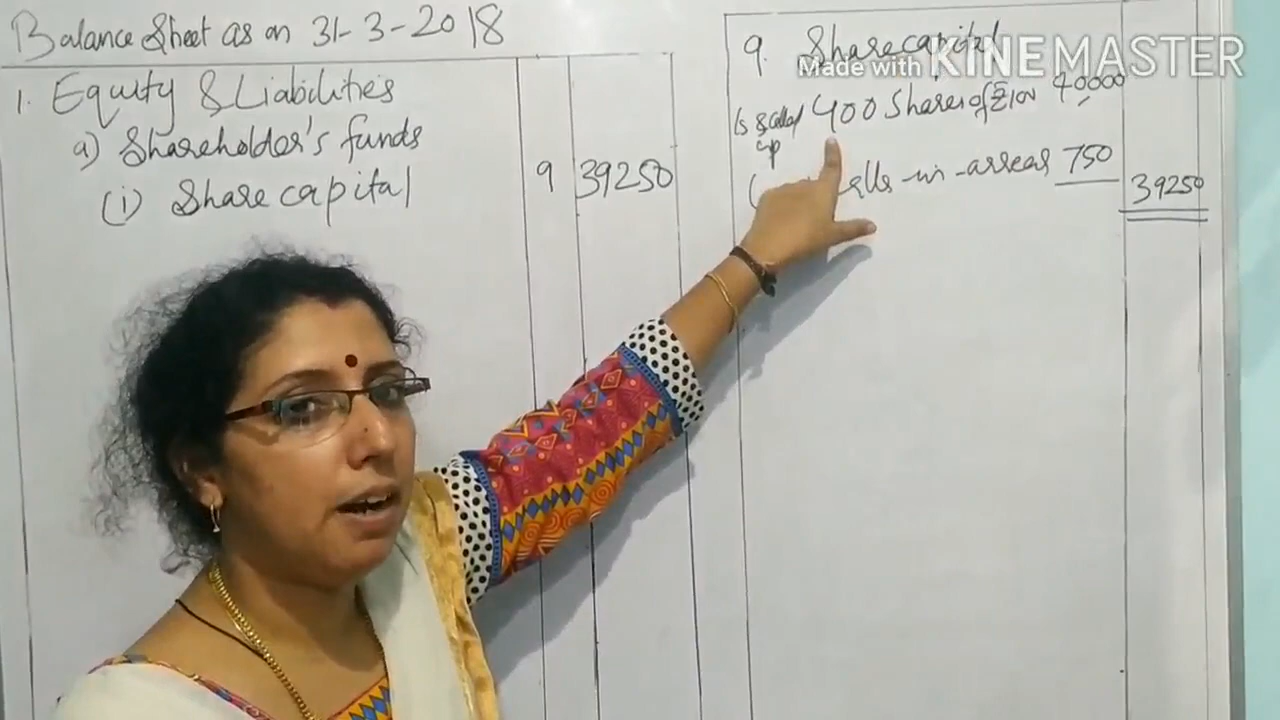 Balance Sheet as on 31-3-2018
1. Equity & Liabilities
a) Shareholder's funds
(i) Share capital 9 39250
9. Share capital
Made with KINEMASTER
Is & called up 400 Shares of ₹100 40000
calls-in-arrears 750
39250